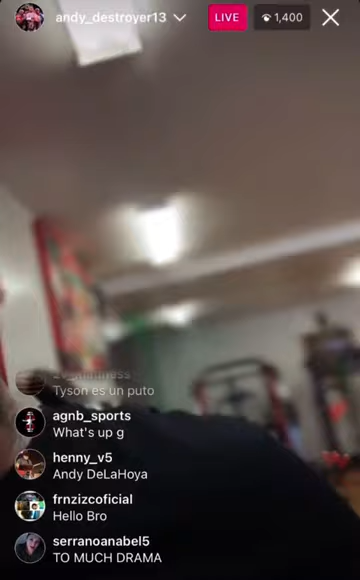 andy_destroyer13
LIVE
1,400
Tyson es un puto
agnb_sports
What's up g
henny_v5
Andy DeLaHoya
frnzizcoficial
Hello Bro
serranoanabel5
TO MUCH DRAMA